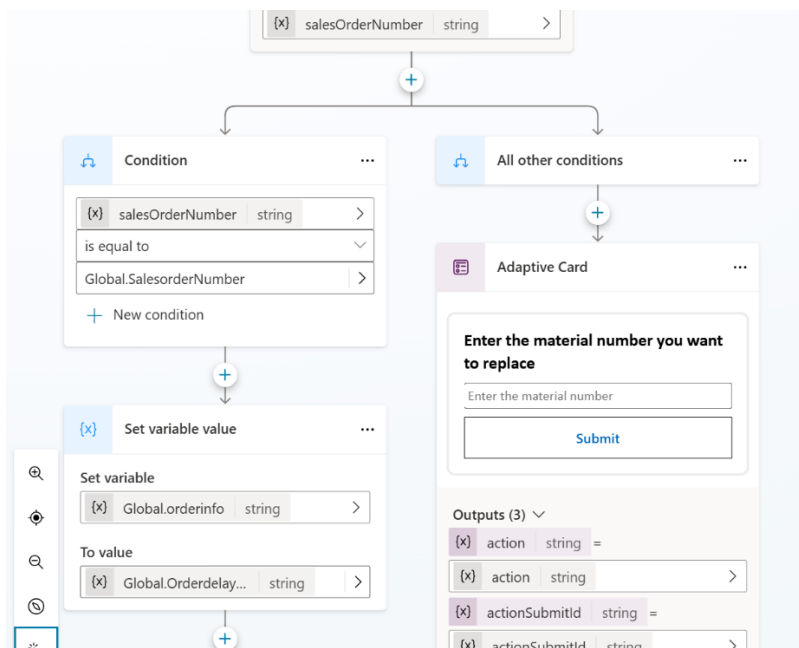 {x} salesOrderNumber string
Condition
{x} salesOrderNumber string
is equal to
Global.SalesorderNumber
New condition
{x} Set variable value
Set variable
{x} Global.orderinfo string
To value
{x} Global.Orderdelay... string
All other conditions
Adaptive Card
Enter the material number you want
to replace
Enter the material number
Submit
Outputs (3)
{x} action string =
{x} action string
{x} actionSubmitId string =
{x} actionSubmitId string